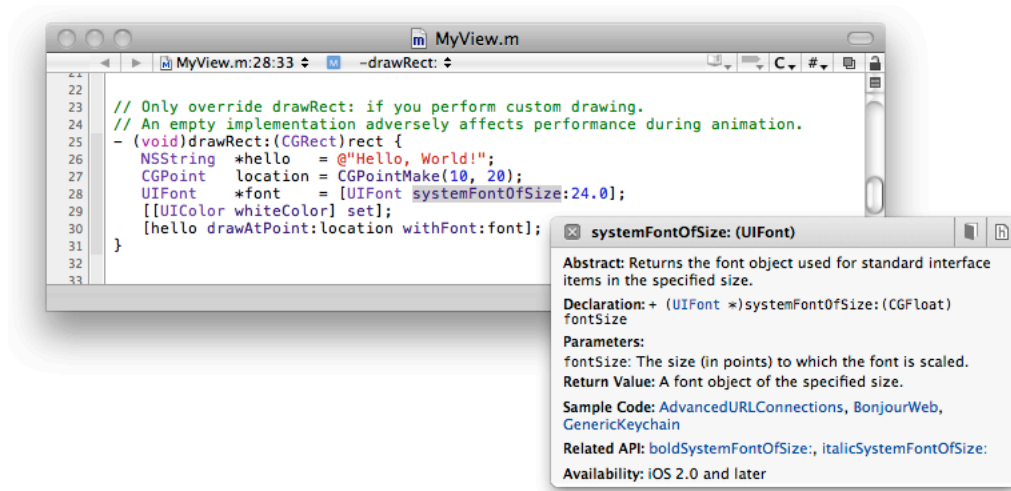 MyView.m
MyView.m:28:33 M -drawRect: C #
21
22
23 // Only override drawRect: if you perform custom drawing.
24 // An empty implementation adversely affects performance during animation.
25 - (void)drawRect:(CGRect)rect {
26 NSString *hello = @"Hello, World!";
27 CGPoint location = CGPointMake(10, 20);
28 UIFont *font = [UIFont systemFontOfSize:24.0];
29 [[UIColor whiteColor] set];
30 [hello drawAtPoint:location withFont:font];
31 }
32
33
systemFontOfSize: (UIFont) h
Abstract: Returns the font object used for standard interface
items in the specified size.
Declaration: + (UIFont *)systemFontOfSize:(CGFloat)
fontSize
Parameters:
fontSize: The size (in points) to which the font is scaled.
Return Value: A font object of the specified size.
Sample Code: AdvancedURLConnections, BonjourWeb,
GenericKeychain
Related API: boldSystemFontOfSize:, italicSystemFontOfSize:
Availability: iOS 2.0 and later